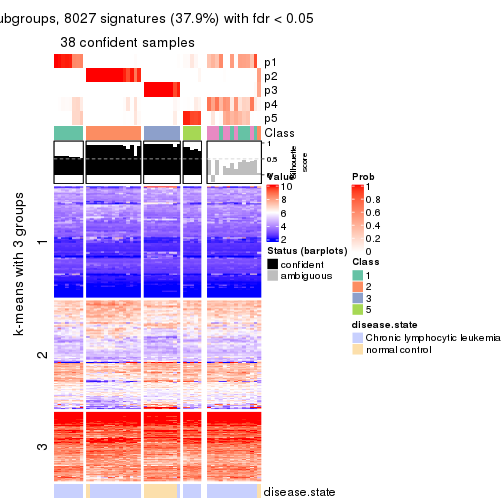 ubgroups, 8027 signatures (37.9%) with fdr < 0.05
38 confident samples
p1
p2
p3
p4
p5
Class
1
0.5
0
Silhouette
score
k-means with 3 groups
1
2
3
disease.state
Value
10
8
6
4
2
Status (barplots)
confident
ambiguous
Prob
1
0.8
0.6
0.4
0.2
0
Class
1
2
3
5
disease.state
Chronic lymphocytic leukemia
normal control